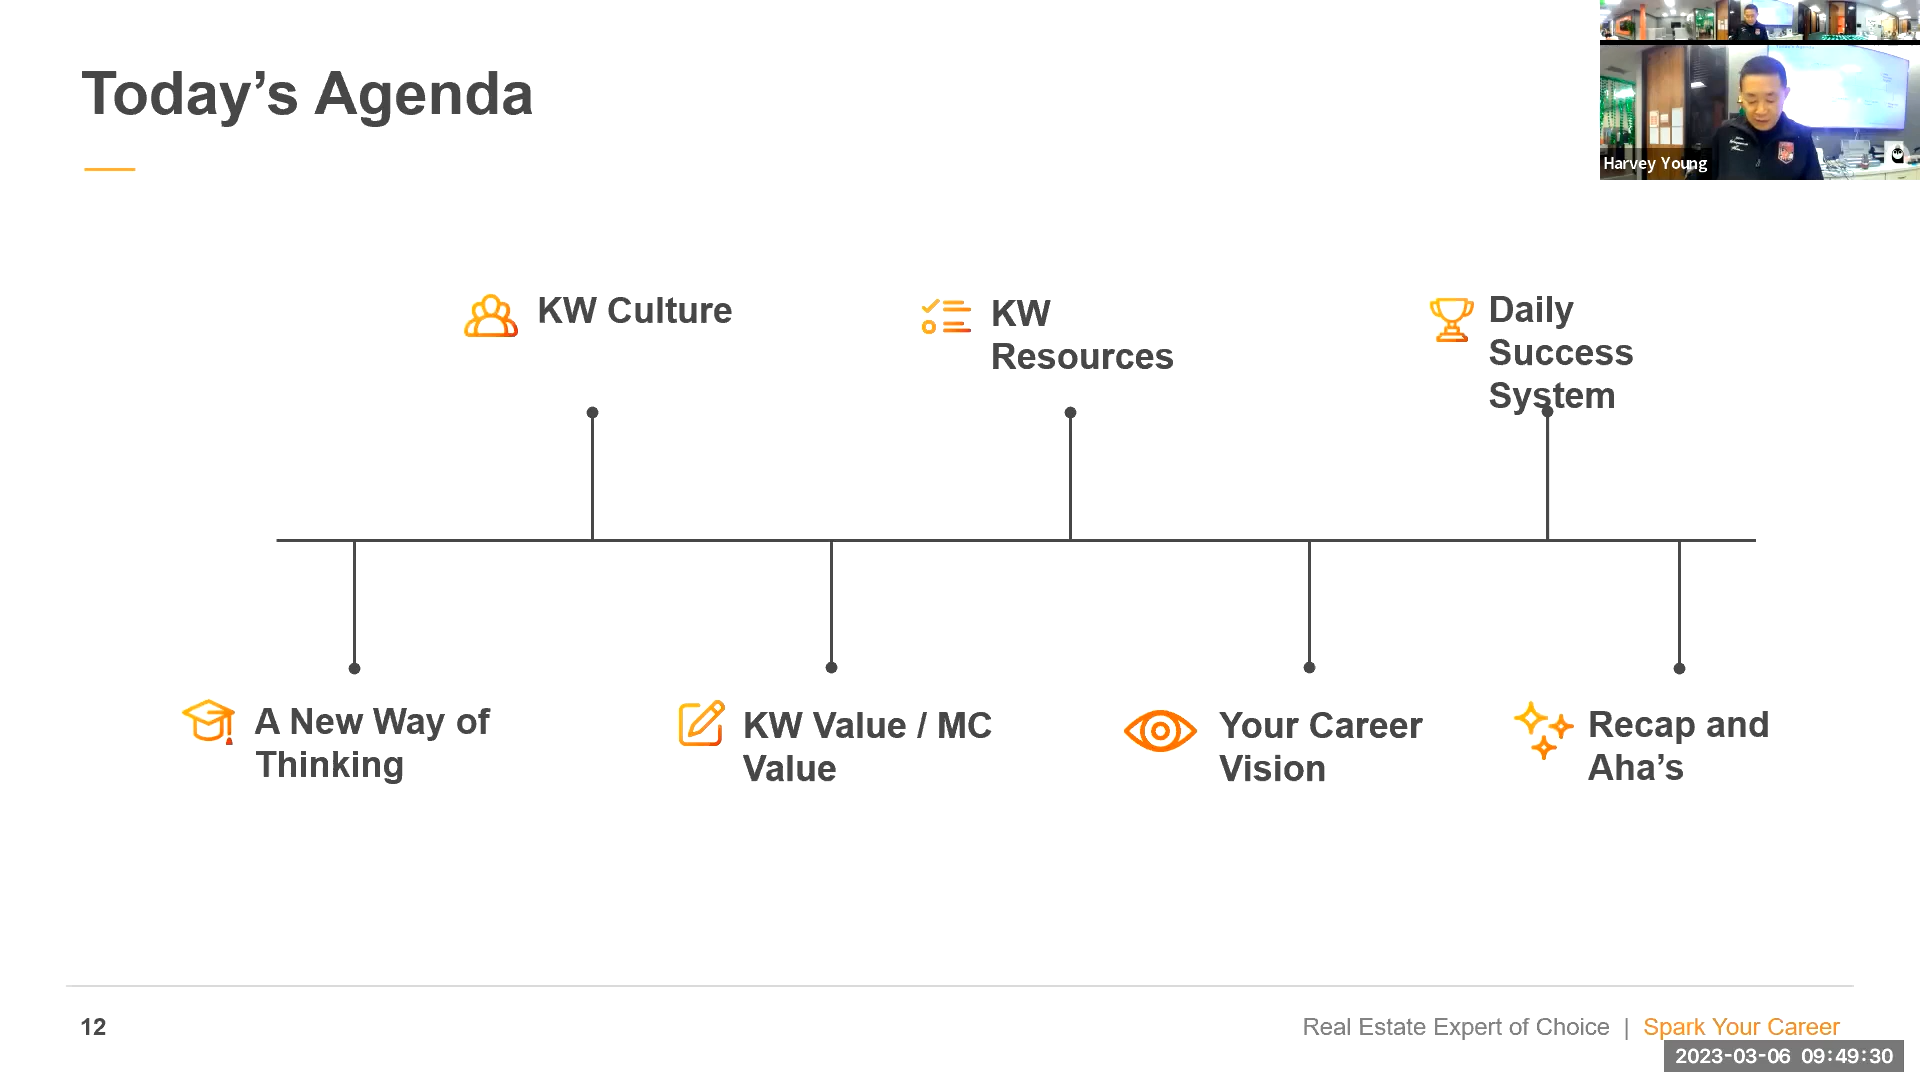 Today’s Agenda
Harvey Young
KW Culture
KW
Resources
Daily
Success
System
A New Way of
Thinking
KW Value / MC
Value
Your Career
Vision
Recap and
Aha’s
12
Real Estate Expert of Choice | Spark Your Career
2023-03-06 09:49:30